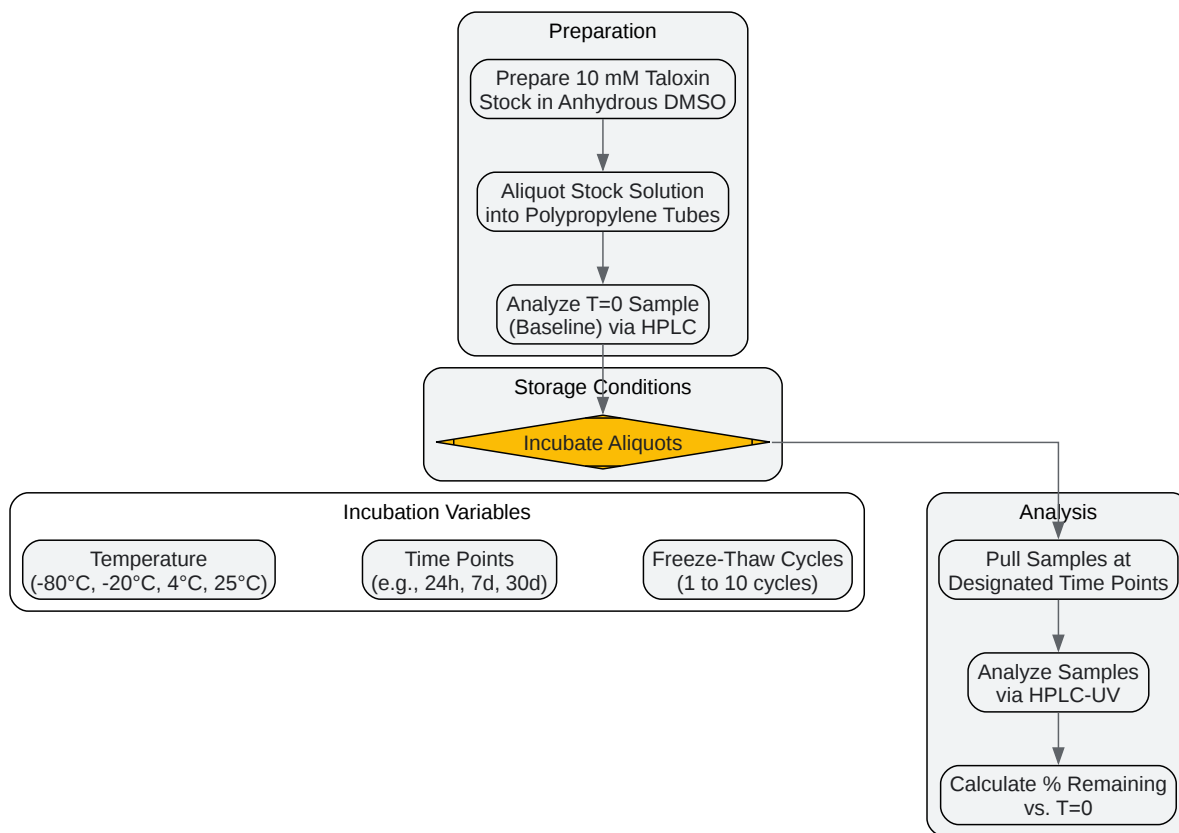 Preparation
Prepare 10 mM Taloxin
Stock in Anhydrous DMSO
Aliquot Stock Solution
into Polypropylene Tubes
Analyze T=0 Sample
(Baseline) via HPLC
Storage Conditions
Incubate Aliquots
Incubation Variables
Temperature
(-80°C, -20°C, 4°C, 25°C)
Time Points
(e.g., 24h, 7d, 30d)
Freeze-Thaw Cycles
(1 to 10 cycles)
Analysis
Pull Samples at
Designated Time Points
Analyze Samples
via HPLC-UV
Calculate % Remaining
vs. T=0